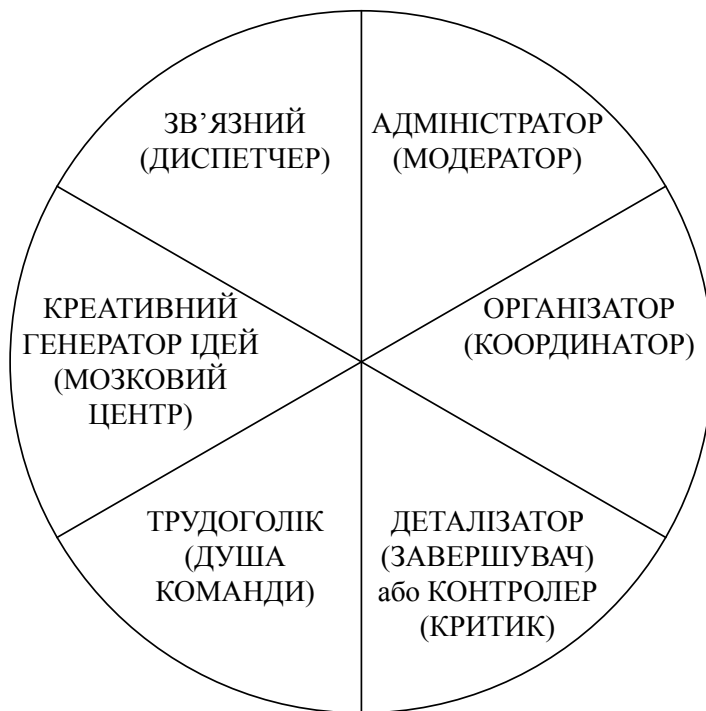 ЗВ’ЯЗНИЙ
(ДИСПЕТЧЕР)
АДМІНІСТРАТОР
(МОДЕРАТОР)
КРЕАТИВНИЙ
ГЕНЕРАТОР ІДЕЙ
(МОЗКОВИЙ
ЦЕНТР)
ОРГАНІЗАТОР
(КООРДИНАТОР)
ТРУДОГОЛІК
(ДУША
КОМАНДИ)
ДЕТАЛІЗАТОР
(ЗАВЕРШУВАЧ)
або КОНТРОЛЕР
(КРИТИК)